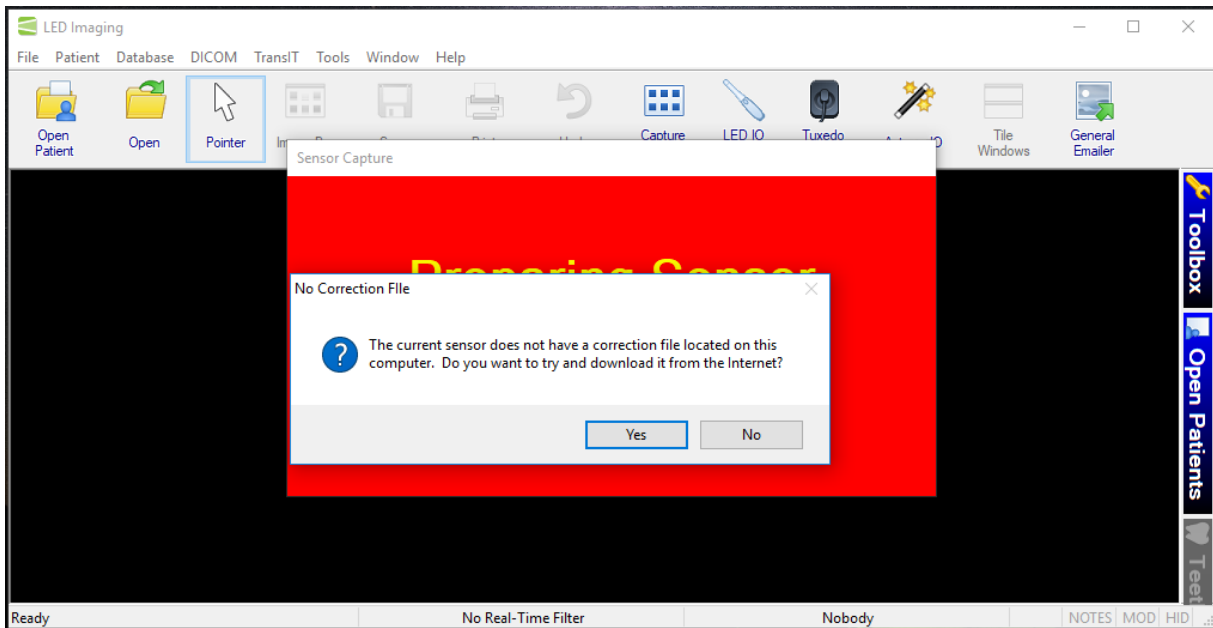 LED Imaging
File Patient Database DICOM TransIT Tools Window Help
Open Patient
Open
Pointer
Capture
LED IO
Tuxedo
Tile Windows
General Emailer
Sensor Capture
Preparing Sensor
No Correction FIle
The current sensor does not have a correction file located on this
computer. Do you want to try and download it from the Internet?
Yes No
Toolbox
Open Patients
Teet
Ready No Real-Time Filter Nobody NOTES MOD HID